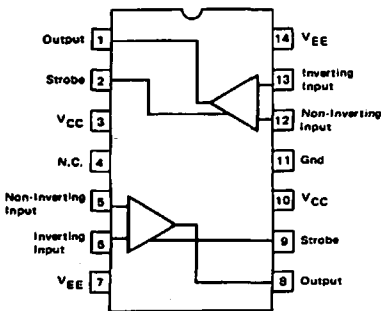 Output 1
Strobe 2
VCC 3
N.C. 4
Non-Inverting
Input 5
Inverting
Input 6
VEE 7
14 VEE
13 Inverting
Input
12 Non-Inverting
Input
11 Gnd
10 VCC
9 Strobe
8 Output